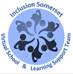 Inclusion Somerset
Virtual School & Learning Support Team